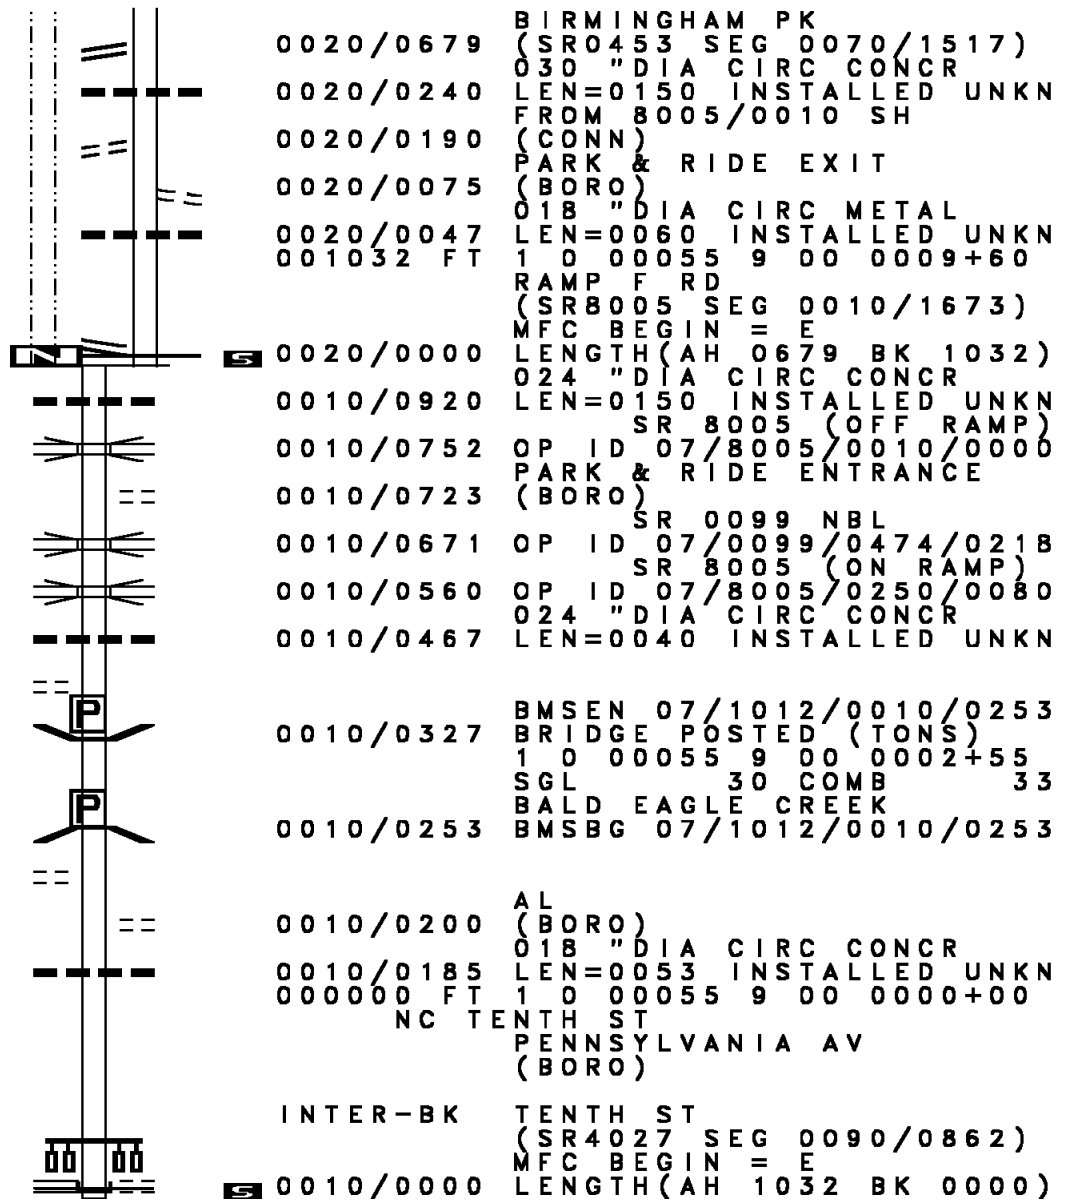 BIRMINGHAM PK
0020/0679 (SR0453 SEG 0070/1517)
030 "DIA CIRC CONCR
0020/0240 LEN=0150 INSTALLED UNKN
FROM 8005/0010 SH
0020/0190 (CONN)
PARK & RIDE EXIT
0020/0075 (BORO)
018 "DIA CIRC METAL
0020/0047 LEN=0060 INSTALLED UNKN
001032 FT 1 0 00055 9 00 0009+60
RAMP F RD
(SR8005 SEG 0010/1673)
MFC BEGIN = E
N S 0020/0000 LENGTH(AH 0679 BK 1032)
024 "DIA CIRC CONCR
0010/0920 LEN=0150 INSTALLED UNKN
SR 8005 (OFF RAMP)
0010/0752 OP ID 07/8005/0010/0000
PARK & RIDE ENTRANCE
0010/0723 (BORO)
SR 0099 NBL
0010/0671 OP ID 07/0099/0474/0218
SR 8005 (ON RAMP)
0010/0560 OP ID 07/8005/0250/0080
024 "DIA CIRC CONCR
0010/0467 LEN=0040 INSTALLED UNKN
P
BMSEN 07/1012/0010/0253
0010/0327 BRIDGE POSTED (TONS)
1 0 00055 9 00 0002+55
SGL 30 COMB 33
P BALD EAGLE CREEK
0010/0253 BMSBG 07/1012/0010/0253
AL
0010/0200 (BORO)
018 "DIA CIRC CONCR
0010/0185 LEN=0053 INSTALLED UNKN
000000 FT 1 0 00055 9 00 0000+00
NC TENTH ST
PENNSYLVANIA AV
(BORO)
INTER-BK TENTH ST
(SR4027 SEG 0090/0862)
MFC BEGIN = E
S 0010/0000 LENGTH(AH 1032 BK 0000)